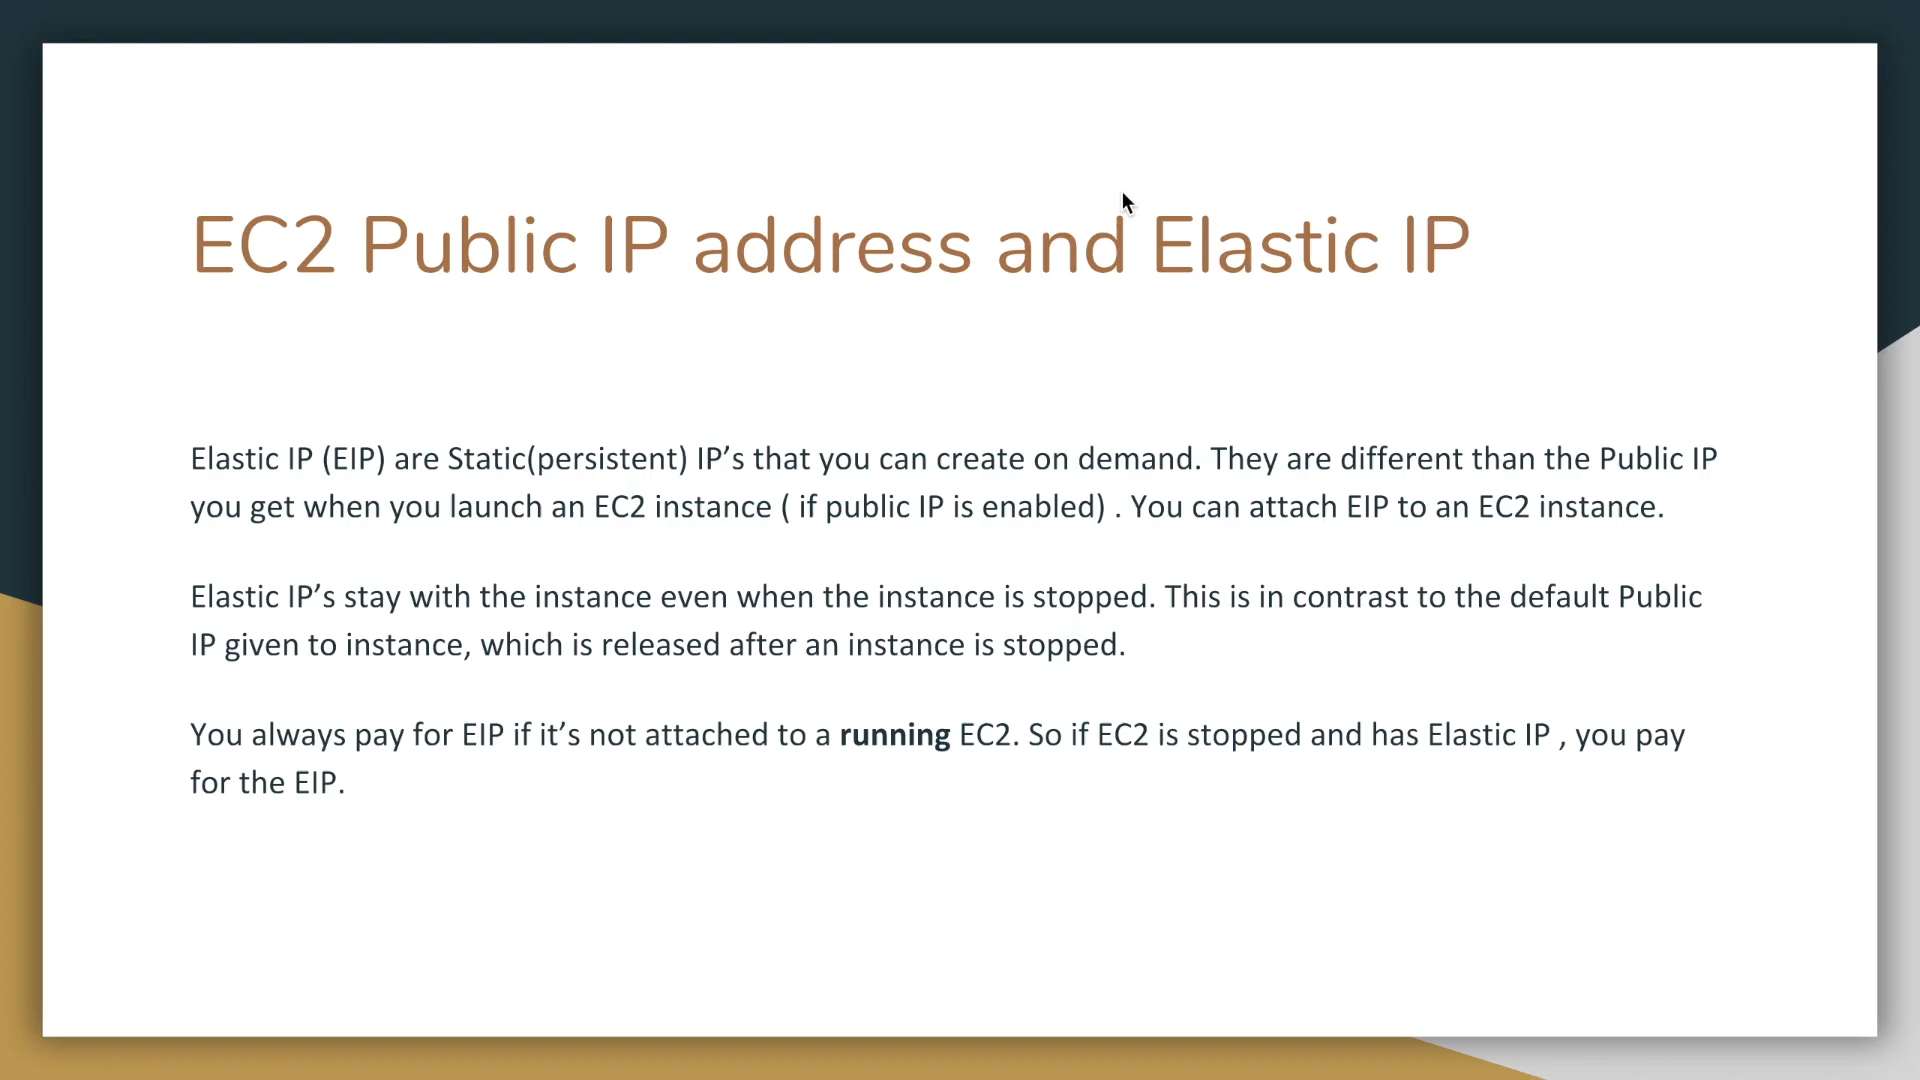 EC2 Public IP address and Elastic IP
Elastic IP (EIP) are Static(persistent) IP’s that you can create on demand. They are different than the Public IP
you get when you launch an EC2 instance ( if public IP is enabled) . You can attach EIP to an EC2 instance.
Elastic IP’s stay with the instance even when the instance is stopped. This is in contrast to the default Public
IP given to instance, which is released after an instance is stopped.
You always pay for EIP if it’s not attached to a running EC2. So if EC2 is stopped and has Elastic IP , you pay
for the EIP.